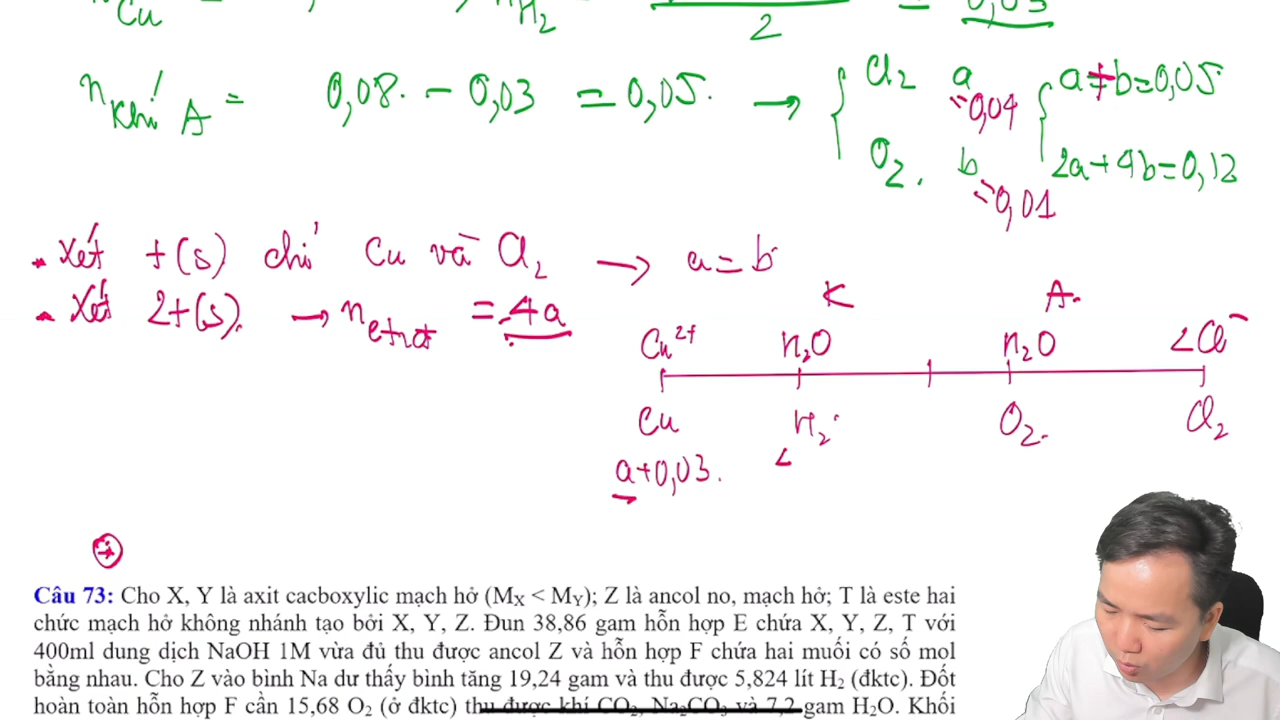 n Cu n H₂ 2 = 0,03
n khí A = 0,08 - 0,03 = 0,05 → { Cl₂ a = 0,04 { a + b = 0,05
O₂ b = 0,01 2a + 4b = 0,12
Xét t(s) chỉ Cu và Cl₂ → a = b
Xét 2t(s) → n e trđ = 4a
K A
Cu²⁺ H₂O H₂O 2Cl⁻
Cu H₂ O₂ Cl₂
a+0,03
Câu 73: Cho X, Y là axit cacboxylic mạch hở (MX < MY); Z là ancol no, mạch hở; T là este hai
chức mạch hở không nhánh tạo bởi X, Y, Z. Đun 38,86 gam hỗn hợp E chứa X, Y, Z, T với
400ml dung dịch NaOH 1M vừa đủ thu được ancol Z và hỗn hợp F chứa hai muối có số mol
bằng nhau. Cho Z vào bình Na dư thấy bình tăng 19,24 gam và thu được 5,824 lít H₂ (đktc). Đốt
hoàn toàn hỗn hợp F cần 15,68 O₂ (ở đktc) thu được khí CO₂, Na₂CO₃ và 7,2 gam H₂O. Khối